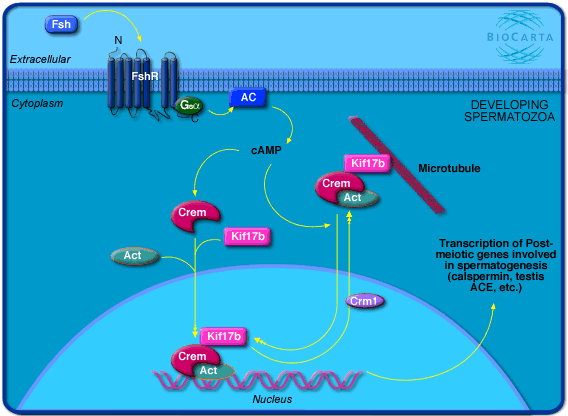 Fsh
BIOCARTA
N
Extracellular
FshR
Cytoplasm
Gsα
C
AC
DEVELOPING
SPERMATOZOA
cAMP
Kif17b
Microtubule
Crem
Act
Crem
Kif17b
Act
Transcription of Post-
meiotic genes involved
in spermatogenesis
(calspermin, testis
ACE, etc.)
Crm1
Kif17b
Crem
Act
Nucleus